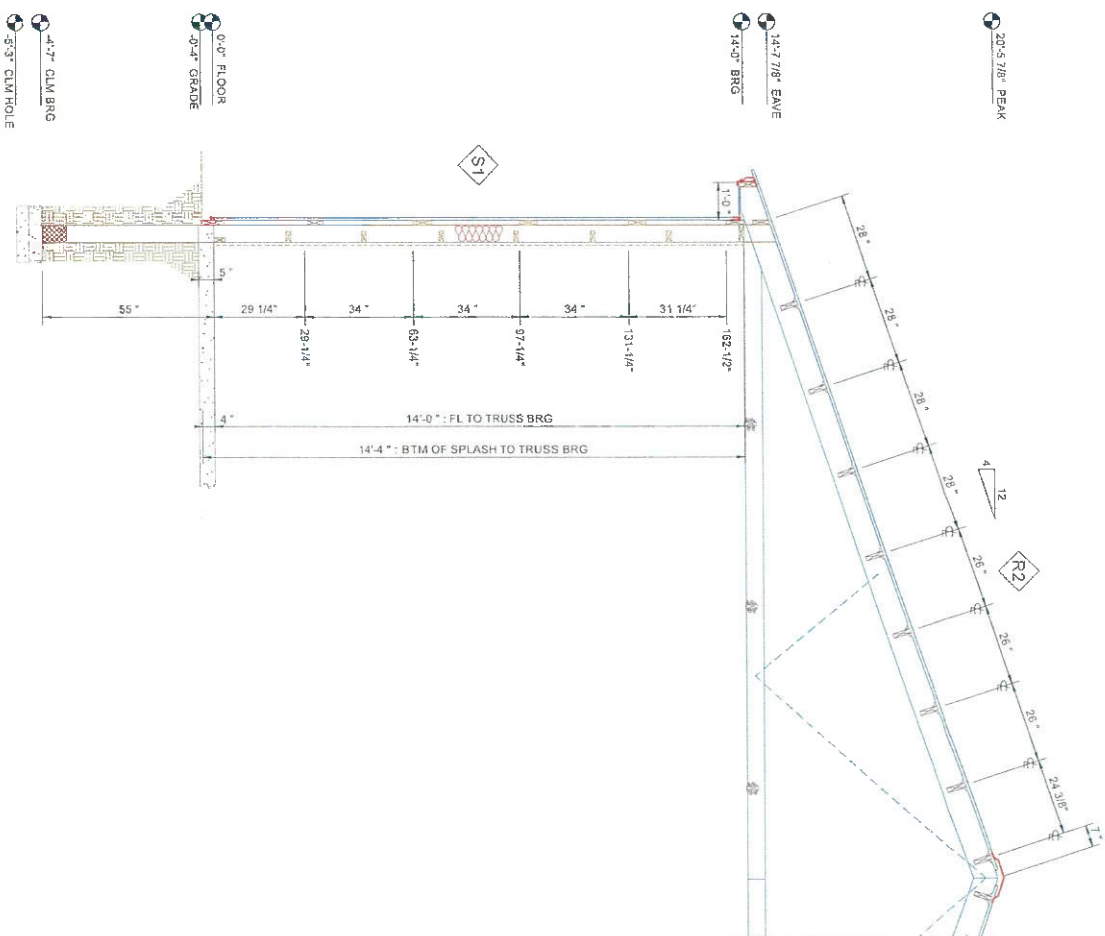 20'-5 7/8" PEAK
14'-7 7/8" EAVE
14'-0" BRG
0'-0" FLOOR
-0'-4" GRADE
-4'-7" CLM BRG
-5'-3" CLM HOLE
S1
R2
12
4
1'-0"
28 "
28 "
28 "
28 "
26 "
26 "
26 "
24 3/8"
7 "
5 "
55 "
29 1/4"
34 "
34 "
34 "
31 1/4"
29-1/4"
63-1/4"
97-1/4"
131-1/4"
162-1/2"
4 "
14'-0 " : FL TO TRUSS BRG
14'-4 " : BTM OF SPLASH TO TRUSS BRG